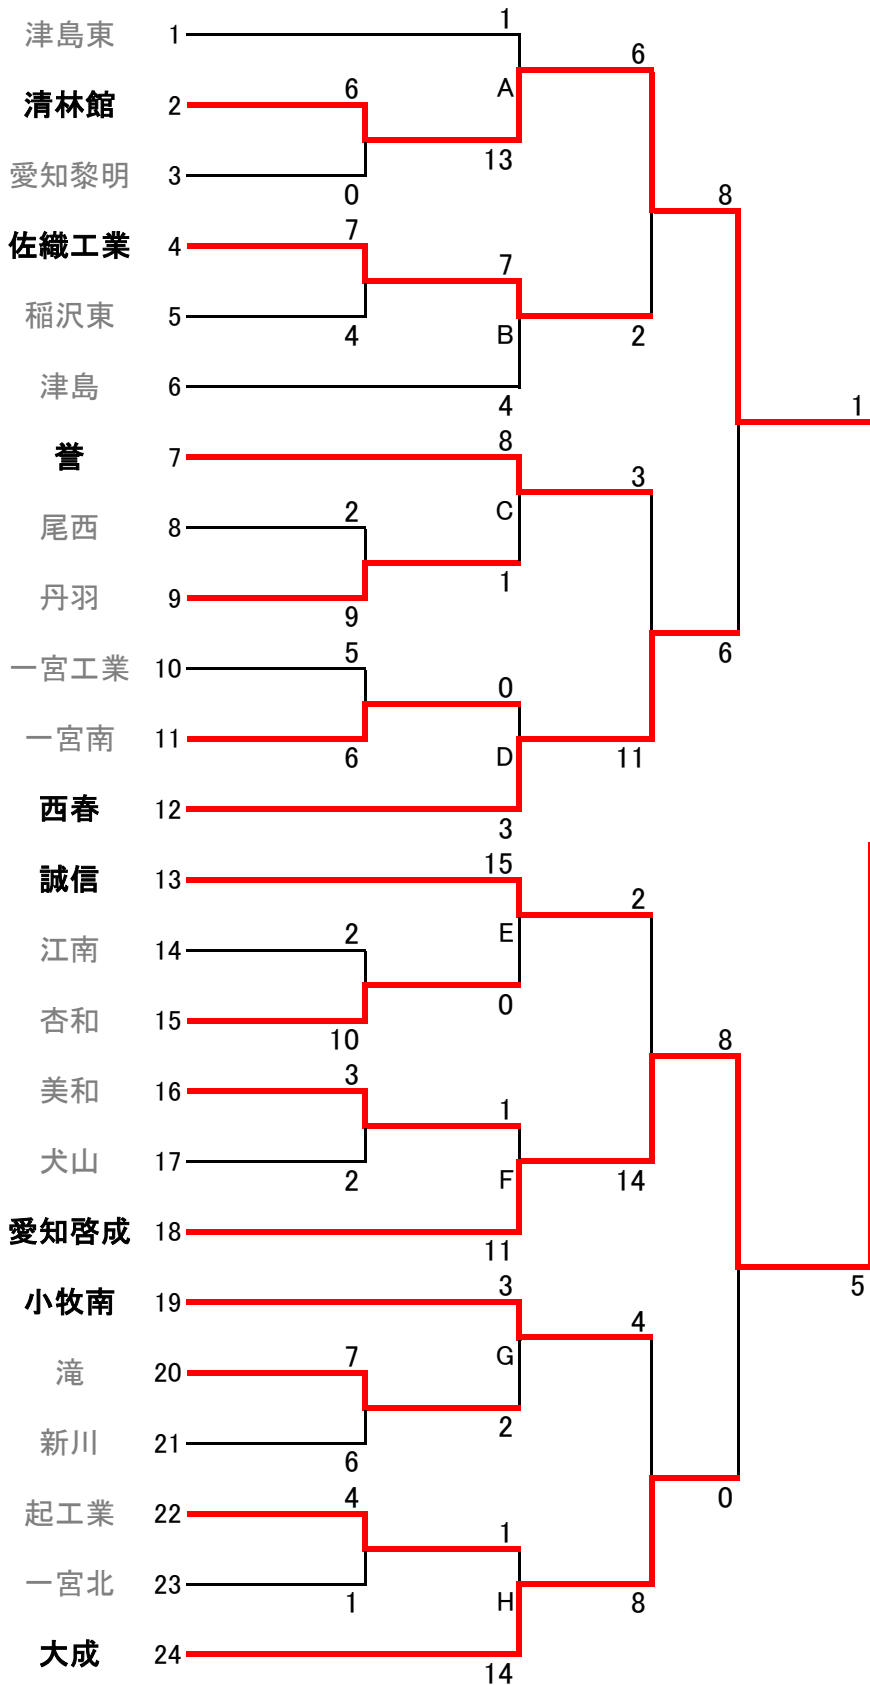 1
津島東 1
6
6
A
清林館 2
13
愛知黎明 3
0
8
7
佐織工業 4
7
稲沢東 5
4
B
2
津島 6
4
1
8
誉 7
3
2
C
尾西 8
1
丹羽 9
9
5
6
一宮工業 10
0
一宮南 11
6
D
11
西春 12
3
15
誠信 13
2
2
E
江南 14
0
杏和 15
10
8
3
美和 16
1
犬山 17
2
F
14
愛知啓成 18
11
5
3
小牧南 19
4
7
G
滝 20
2
新川 21
6
4
0
起工業 22
1
一宮北 23
1
H
8
大成 24
14